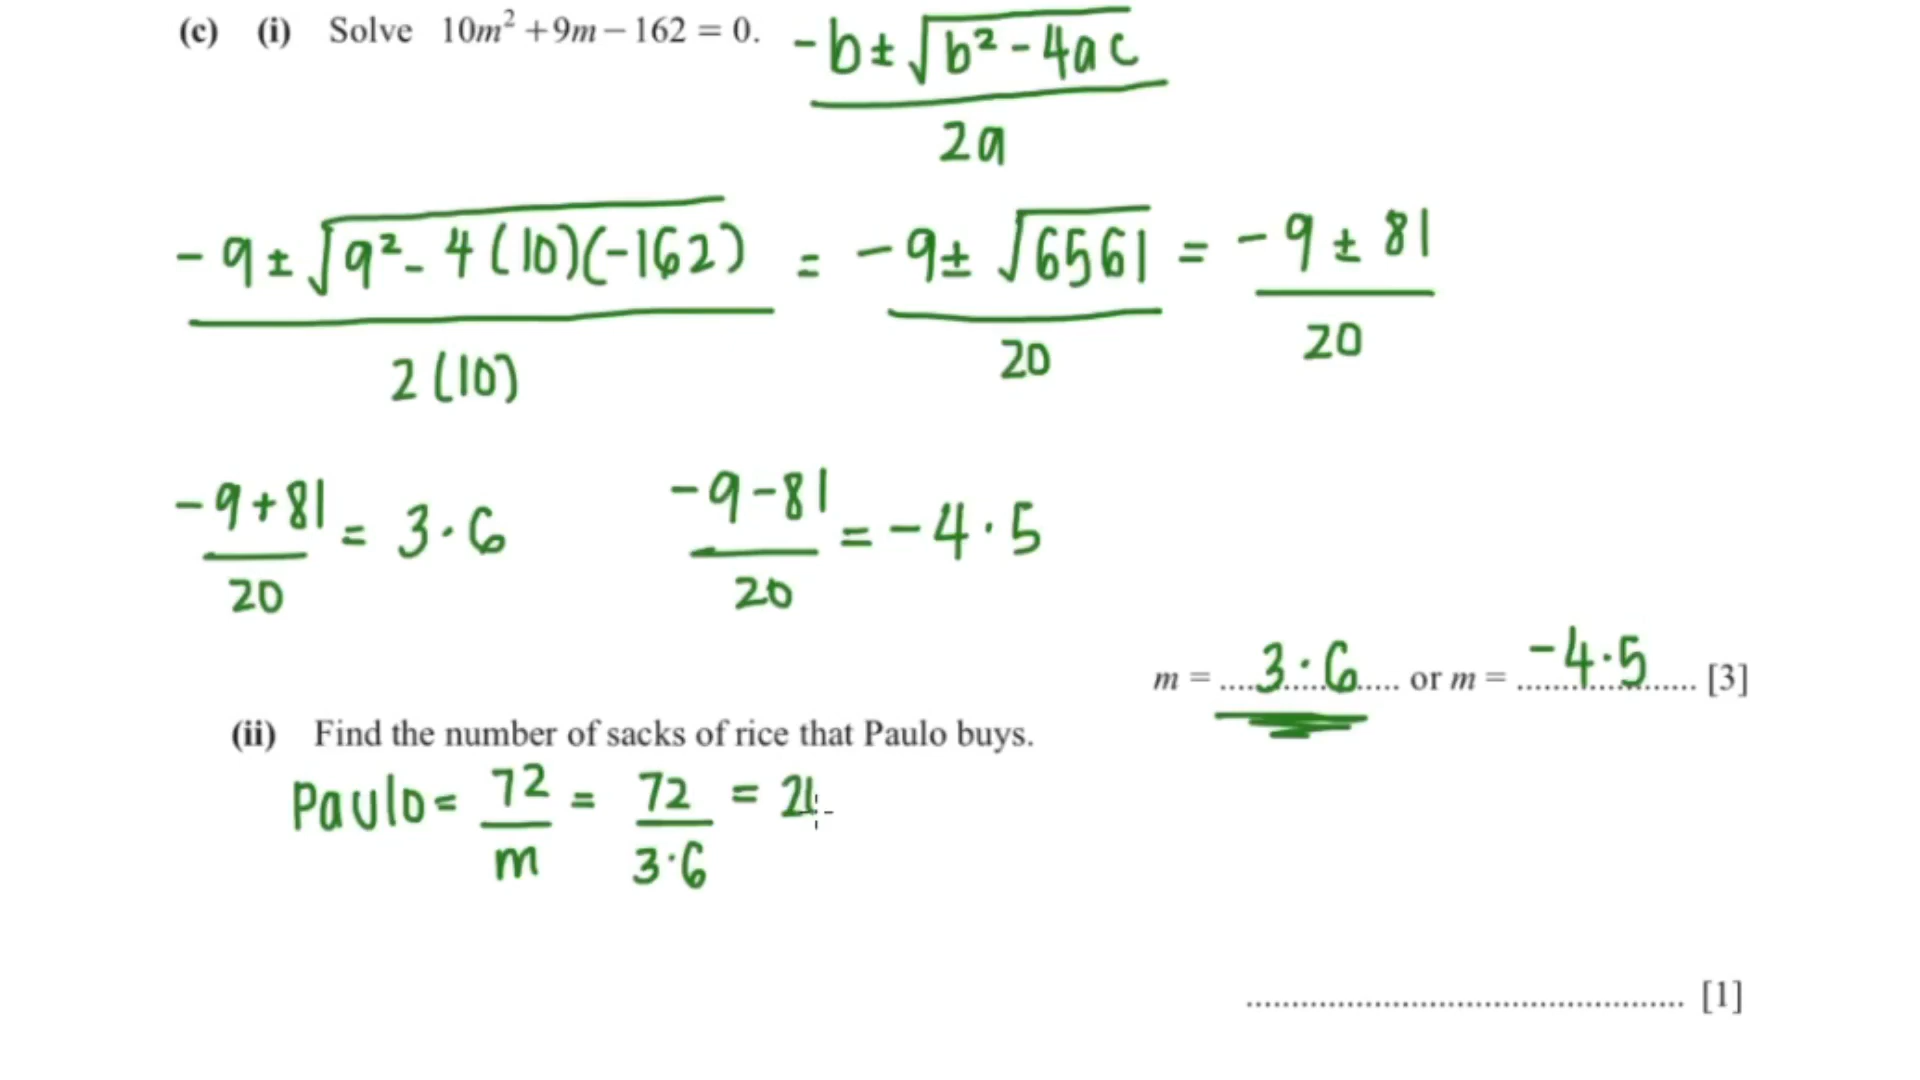 (c) (i) Solve 10m² + 9m − 162 = 0. -b ± √b² - 4ac
2a
-9 ± √9² - 4(10)(-162) = -9 ± √6561 = -9 ± 81
2(10) 20 20
-9 + 81 = 3.6 -9 - 81 = -4.5
20 20
m = 3.6 or m = -4.5 [3]
(ii) Find the number of sacks of rice that Paulo buys.
Paulo = 72 = 72 =
m 3.6
[1]